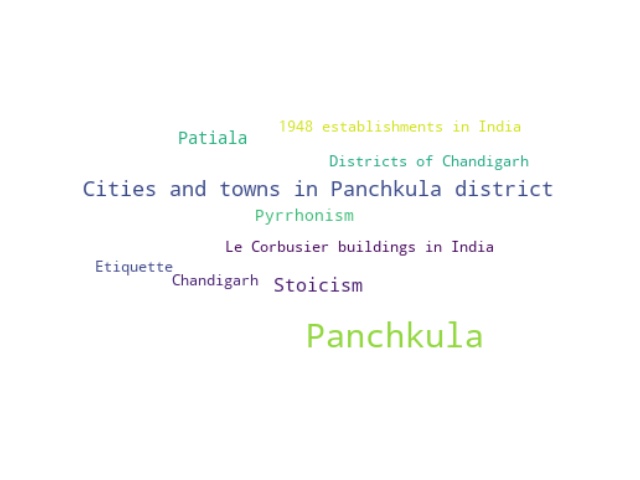 1948 establishments in India
Patiala
Districts of Chandigarh
Cities and towns in Panchkula district
Pyrrhonism
Le Corbusier buildings in India
Etiquette
Chandigarh
Stoicism
Panchkula